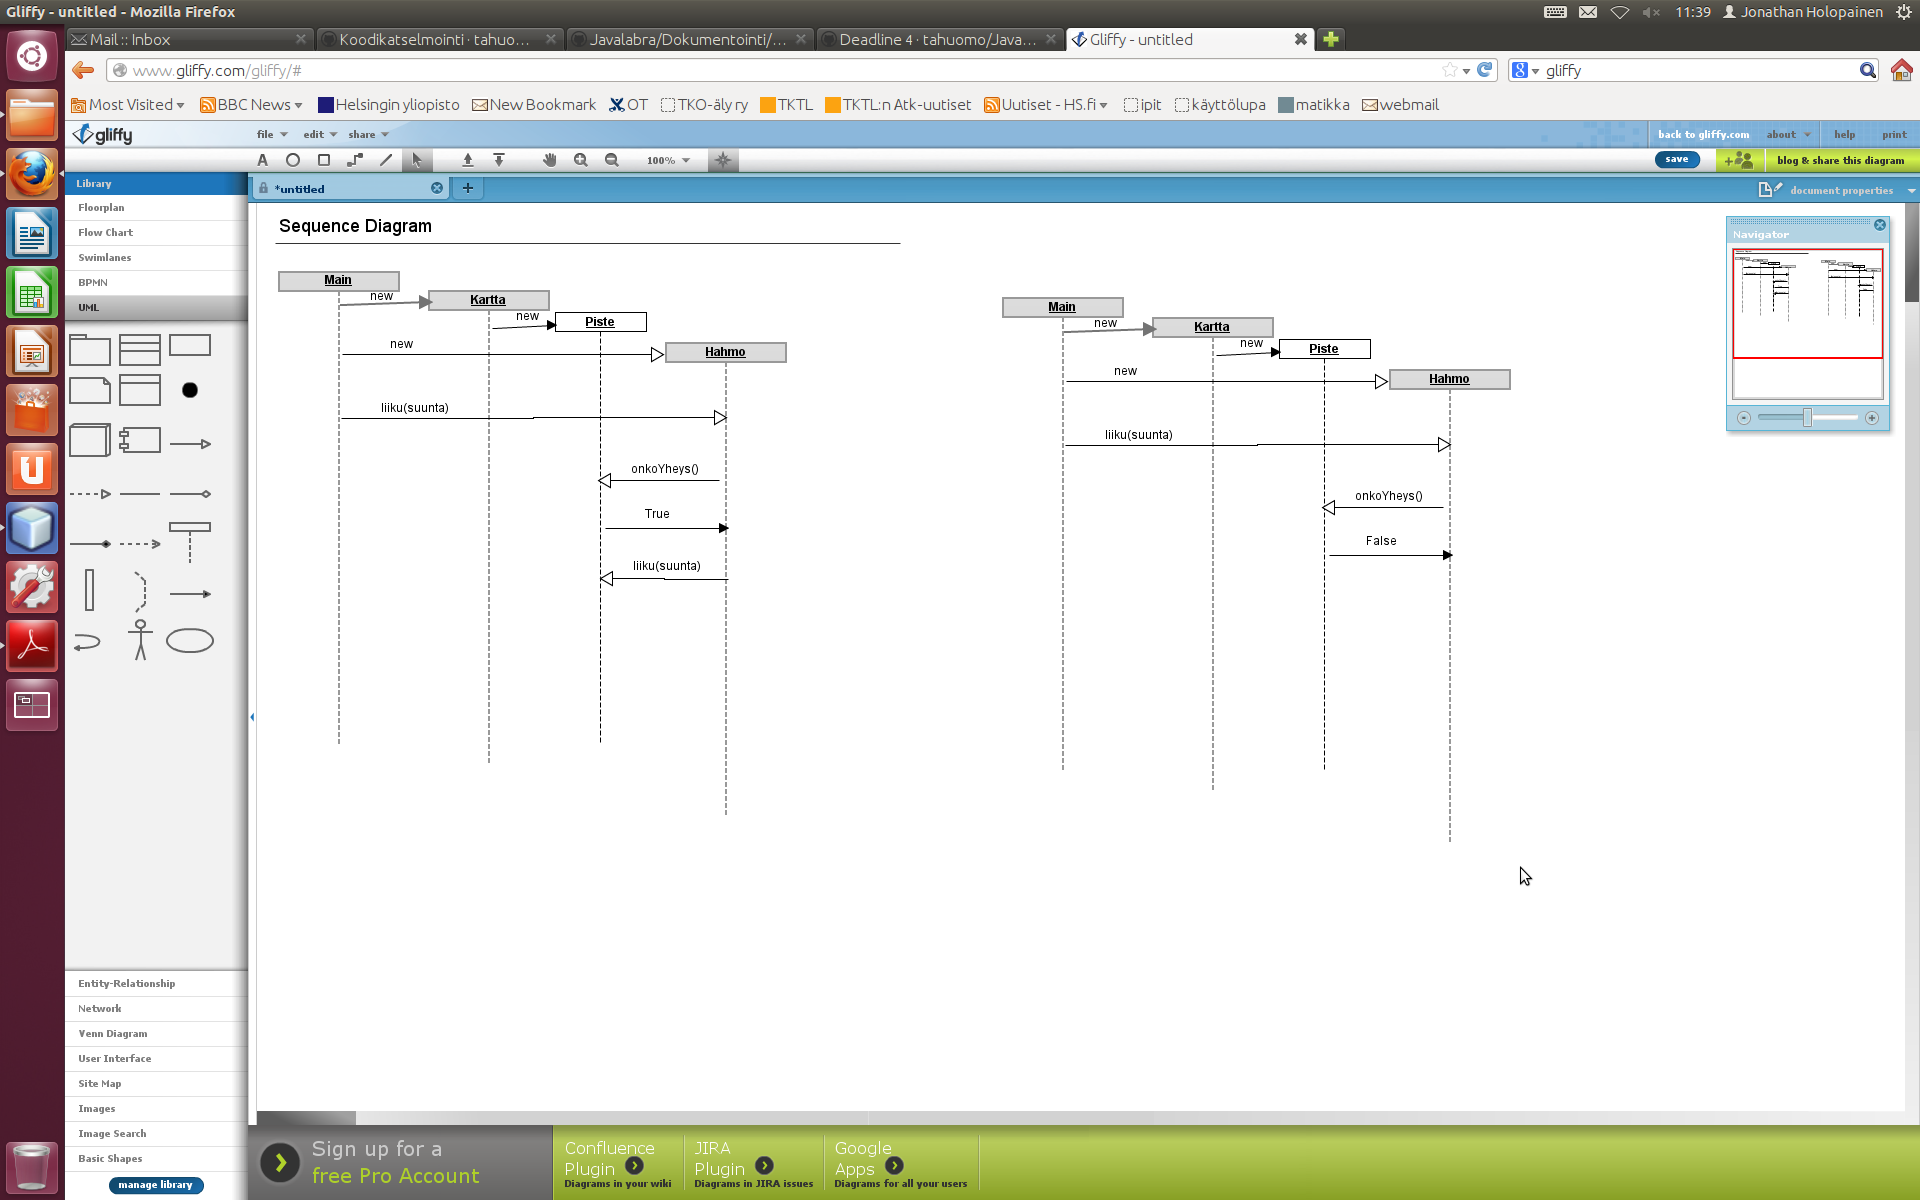 Gliffy - untitled - Mozilla Firefox
11:39 Jonathan Holopainen
Mail :: Inbox
Koodikatselmointi · tahuo...
Javalabra/Dokumentointi/...
Deadline 4 · tahuomo/Java...
Gliffy - untitled
www.gliffy.com/gliffy/#
gliffy
Most Visited
BBC News
Helsingin yliopisto
New Bookmark
OT
TKO-äly ry
TKTL
TKTL:n Atk-uutiset
Uutiset - HS.fi
ipit
käyttölupa
matikka
webmail
gliffy
file
edit
share
back to gliffy.com
about
help
print
A
100%
save
blog & share this diagram
Library
*untitled
document properties
Floorplan
Flow Chart
Swimlanes
BPMN
UML
Sequence Diagram
Navigator
Main
new
Kartta
new
Piste
new
Hahmo
liiku(suunta)
onkoYheys()
True
liiku(suunta)
Main
new
Kartta
new
Piste
new
Hahmo
liiku(suunta)
onkoYheys()
False
Entity-Relationship
Network
Venn Diagram
User Interface
Site Map
Images
Image Search
Basic Shapes
manage library
Sign up for a
free Pro Account
Confluence
Plugin
Diagrams in your wiki
JIRA
Plugin
Diagrams in JIRA issues
Google
Apps
Diagrams for all your users